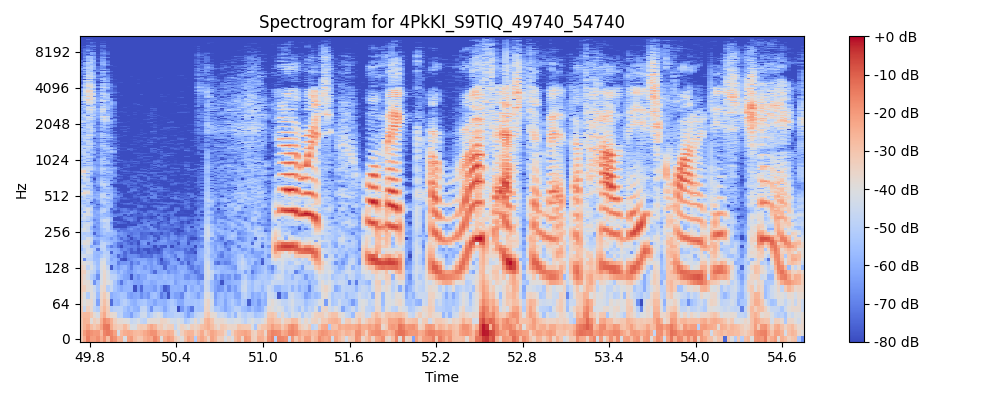 Spectrogram for 4PkKI_S9TIQ_49740_54740
Hz
8192
4096
2048
1024
512
256
128
64
0
49.8 50.4 51.0 51.6 52.2 52.8 53.4 54.0 54.6
Time
+0 dB
-10 dB
-20 dB
-30 dB
-40 dB
-50 dB
-60 dB
-70 dB
-80 dB